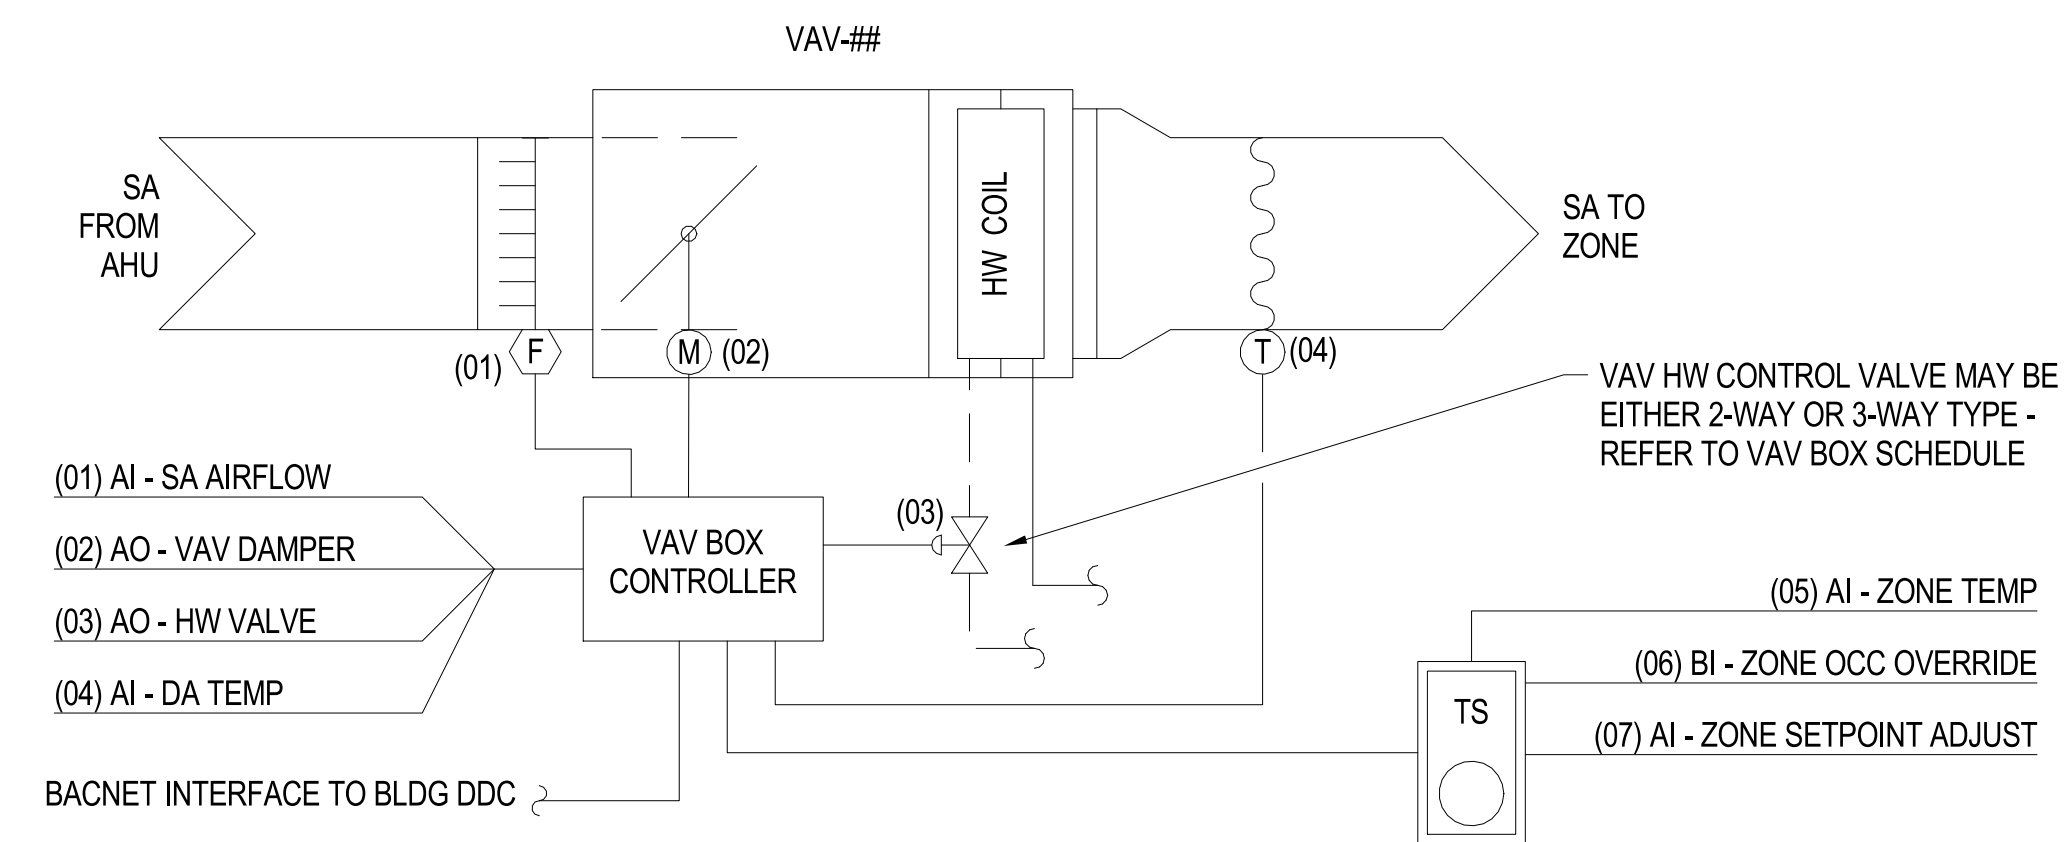 VAV-##
SA
FROM
AHU
HW COIL
SA TO
ZONE
(01)
F
M
(02)
T
(04)
VAV HW CONTROL VALVE MAY BE
EITHER 2-WAY OR 3-WAY TYPE -
REFER TO VAV BOX SCHEDULE
(01) AI - SA AIRFLOW
(02) AO - VAV DAMPER
(03) AO - HW VALVE
(04) AI - DA TEMP
VAV BOX
CONTROLLER
(03)
(05) AI - ZONE TEMP
(06) BI - ZONE OCC OVERRIDE
(07) AI - ZONE SETPOINT ADJUST
TS
BACNET INTERFACE TO BLDG DDC